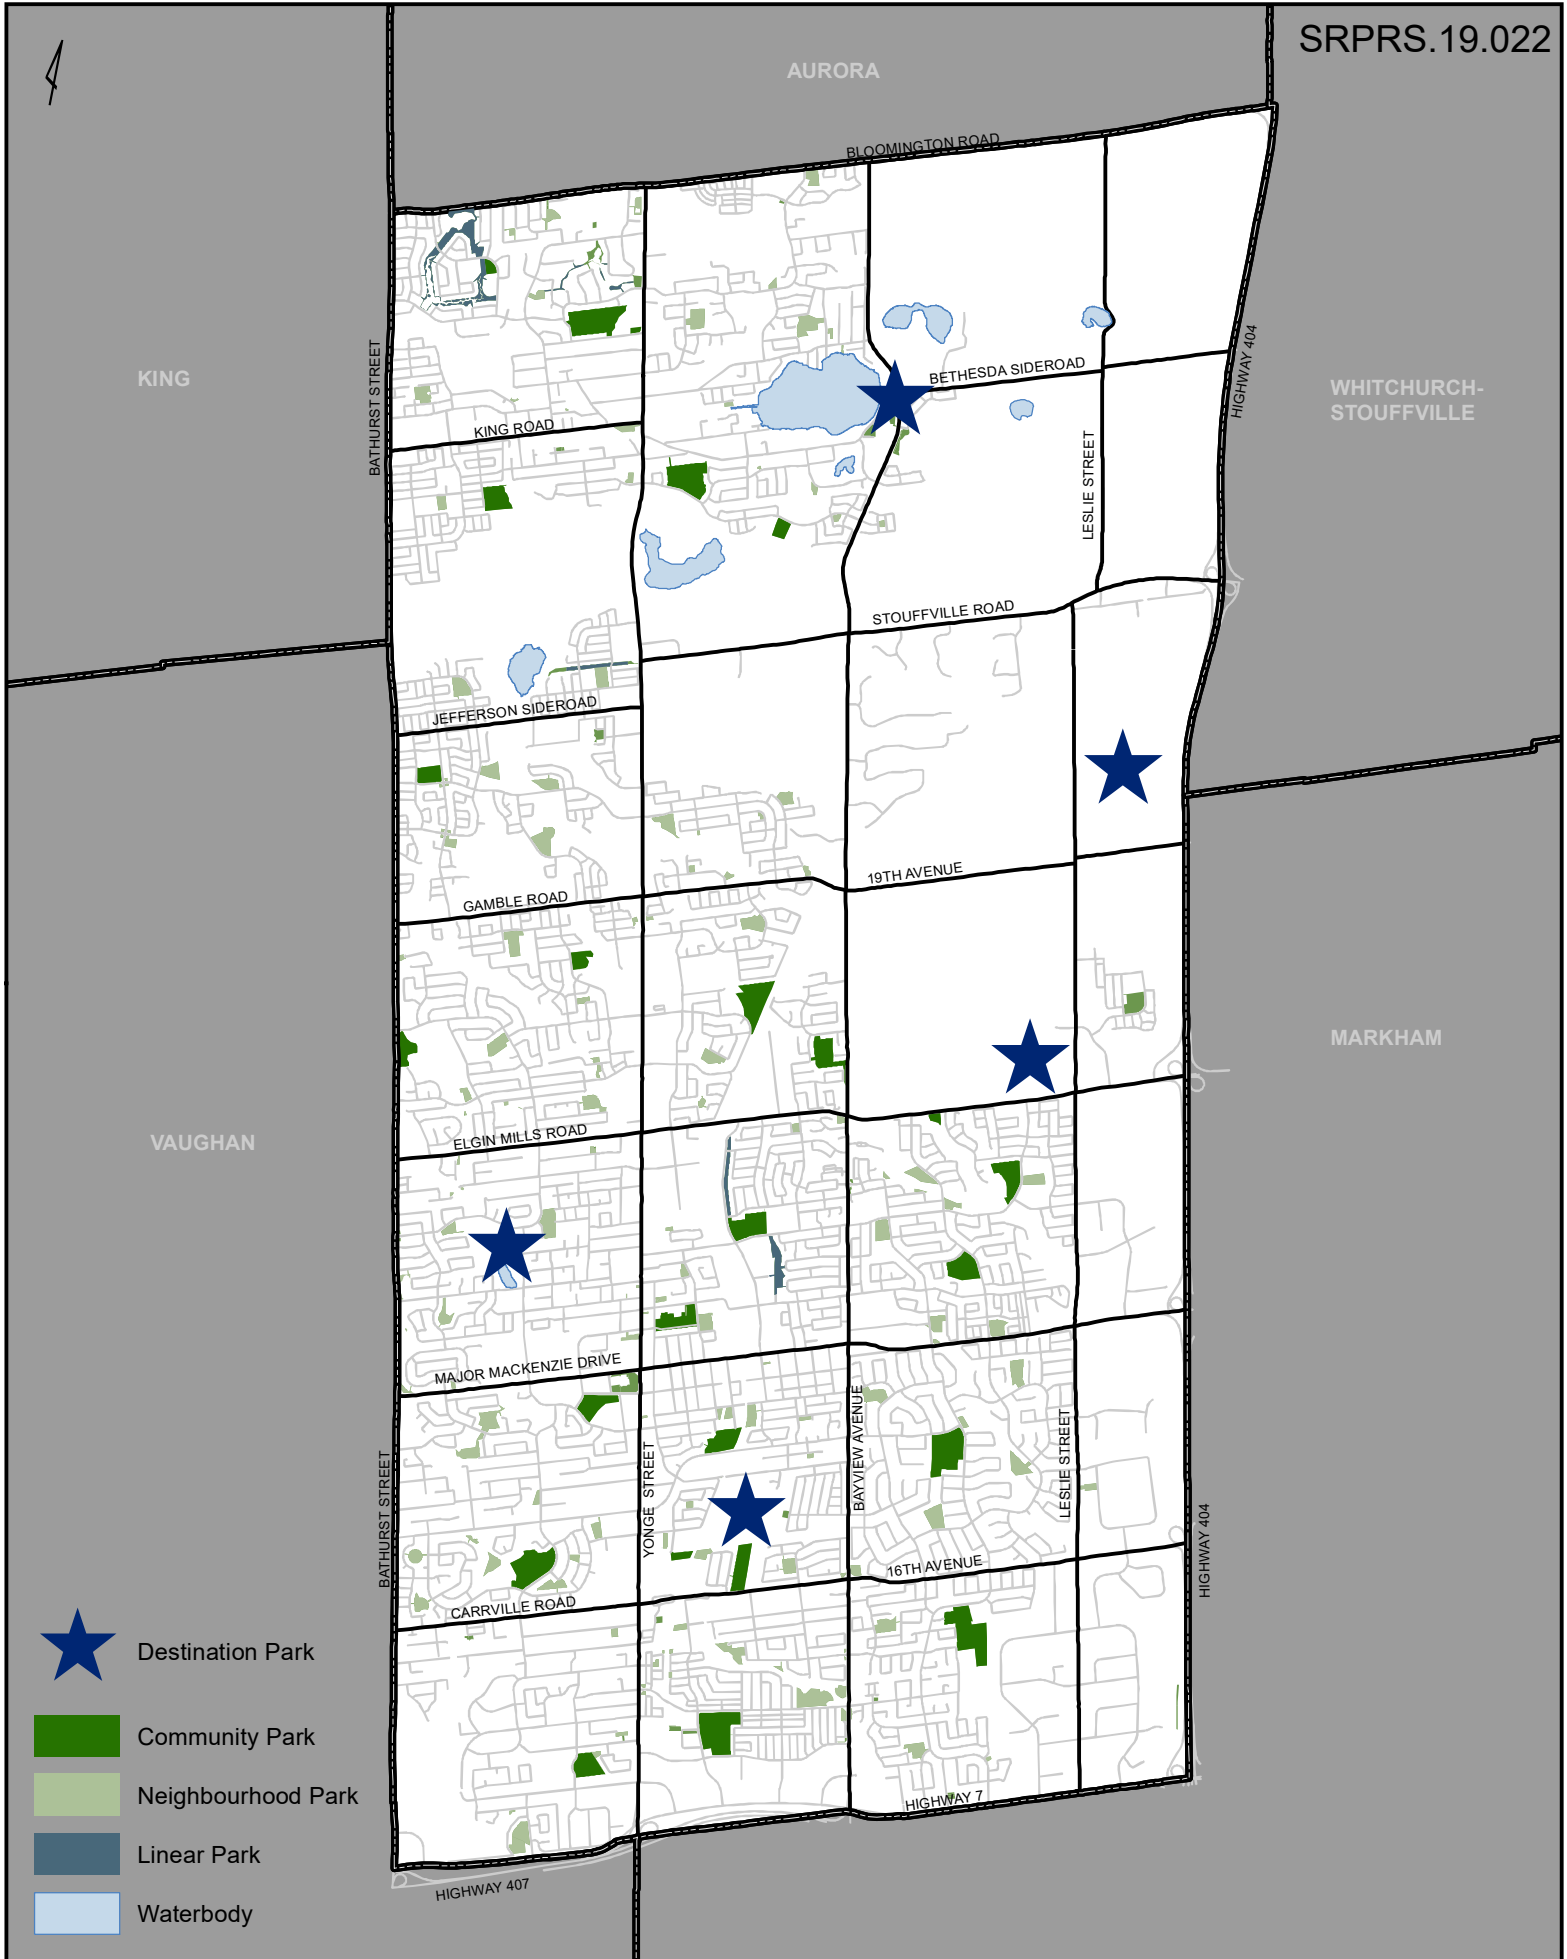 SRPRS.19.022
AURORA
BLOOMINGTON ROAD
KING
BATHURST STREET
HIGHWAY 404
BETHESDA SIDEROAD
WHITCHURCH-
STOUFFVILLE
KING ROAD
LESLIE STREET
STOUFFVILLE ROAD
JEFFERSON SIDEROAD
19TH AVENUE
GAMBLE ROAD
MARKHAM
VAUGHAN
ELGIN MILLS ROAD
MAJOR MACKENZIE DRIVE
BATHURST STREET
YONGE STREET
BAYVIEW AVENUE
LESLIE STREET
HIGHWAY 404
16TH AVENUE
CARRVILLE ROAD
Destination Park
Community Park
Neighbourhood Park
HIGHWAY 7
Linear Park
HIGHWAY 407
Waterbody